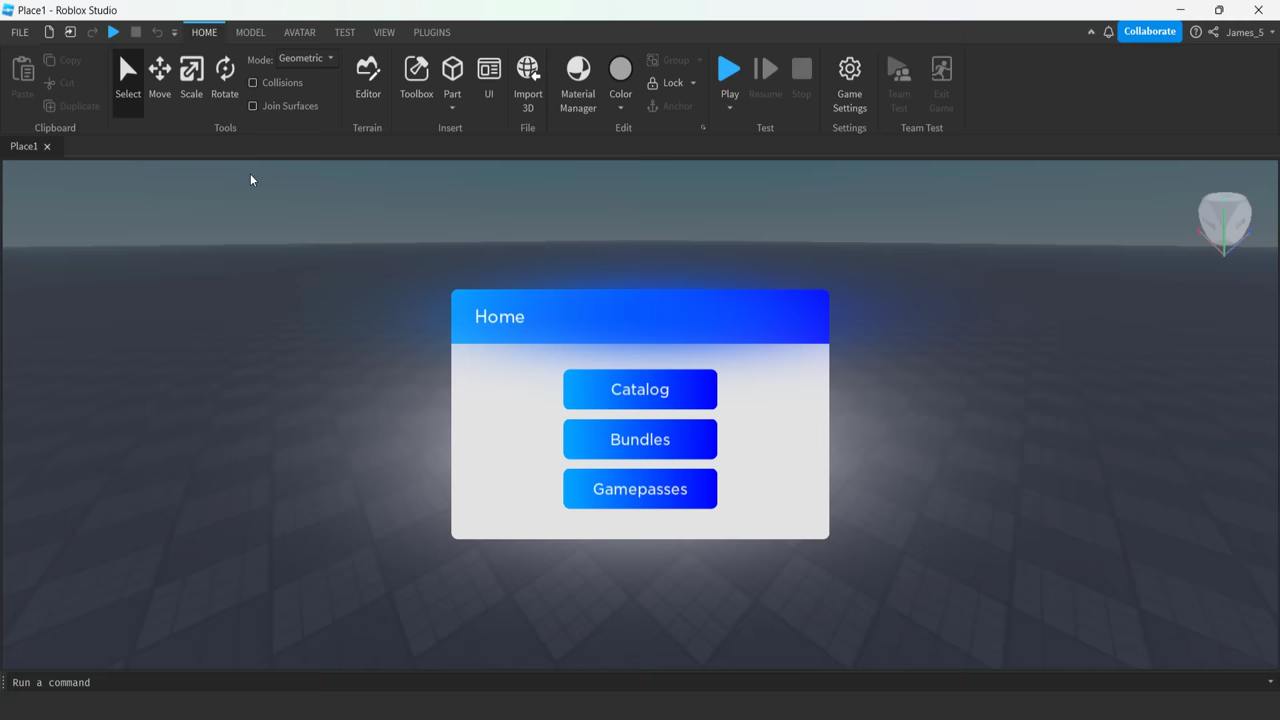 Place1 - Roblox Studio
FILE HOME MODEL AVATAR TEST VIEW PLUGINS Collaborate James_5
Paste Copy Cut Duplicate
Select Move Scale Rotate
Mode: Geometric
Collisions
Join Surfaces
Editor
Toolbox Part UI
Import 3D
Material Manager
Color
Group
Lock
Anchor
Play Resume Stop
Game Settings
Team Test
Exit Game
Clipboard Tools Terrain Insert File Edit Test Settings Team Test
Place1
Home
Catalog
Bundles
Gamepasses
Run a command